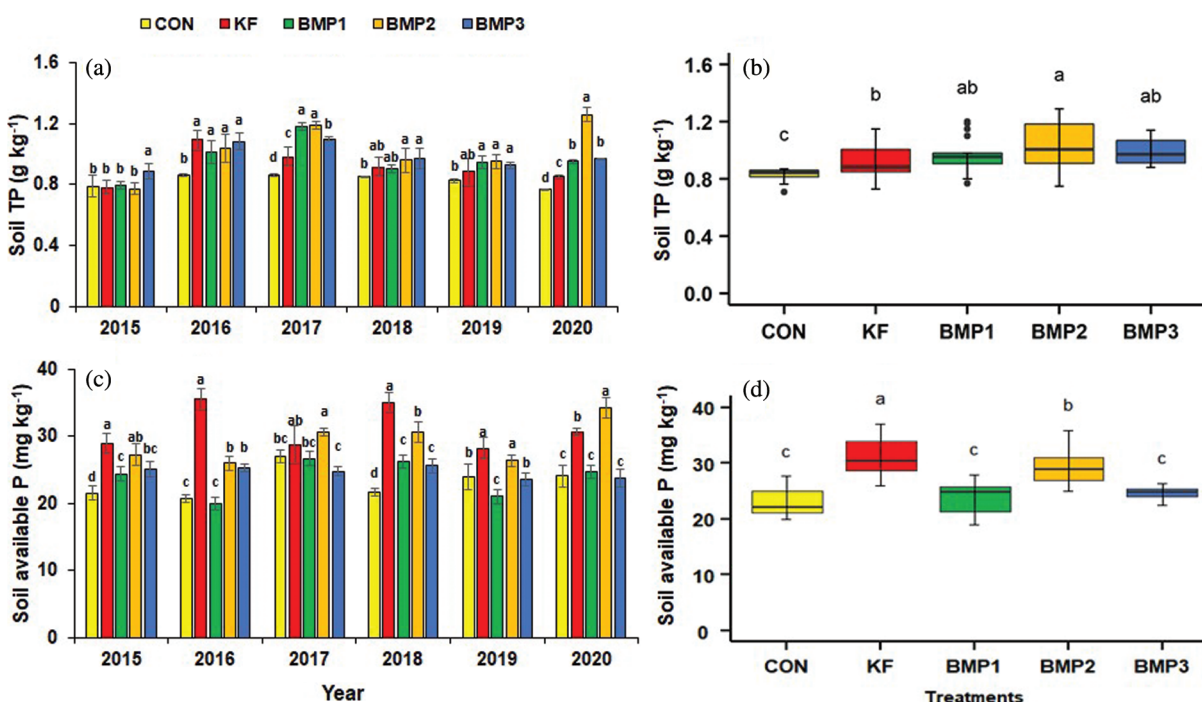 CON KF BMP1 BMP2 BMP3
(a)
Soil TP (g kg-1)
1.6
1.2
0.8
0.4
0
b b b b a
b a a a a
d c a a b
b ab ab a a
b ab a a a
d c b a b
2015 2016 2017 2018 2019 2020
(b)
Soil TP (g kg-1)
1.6
1.2
0.8
0.4
0.0
c b ab a ab
CON KF BMP1 BMP2 BMP3
(c)
Soil available P (mg kg-1)
40
30
20
10
0
d a c ab bc
c a c b b
bc ab bc a c
d a c b c
b a c a b
c b c a c
2015 2016 2017 2018 2019 2020
Year
(d)
Soil available P (mg kg-1)
40
30
20
10
0
c a c b c
CON KF BMP1 BMP2 BMP3
Treatments